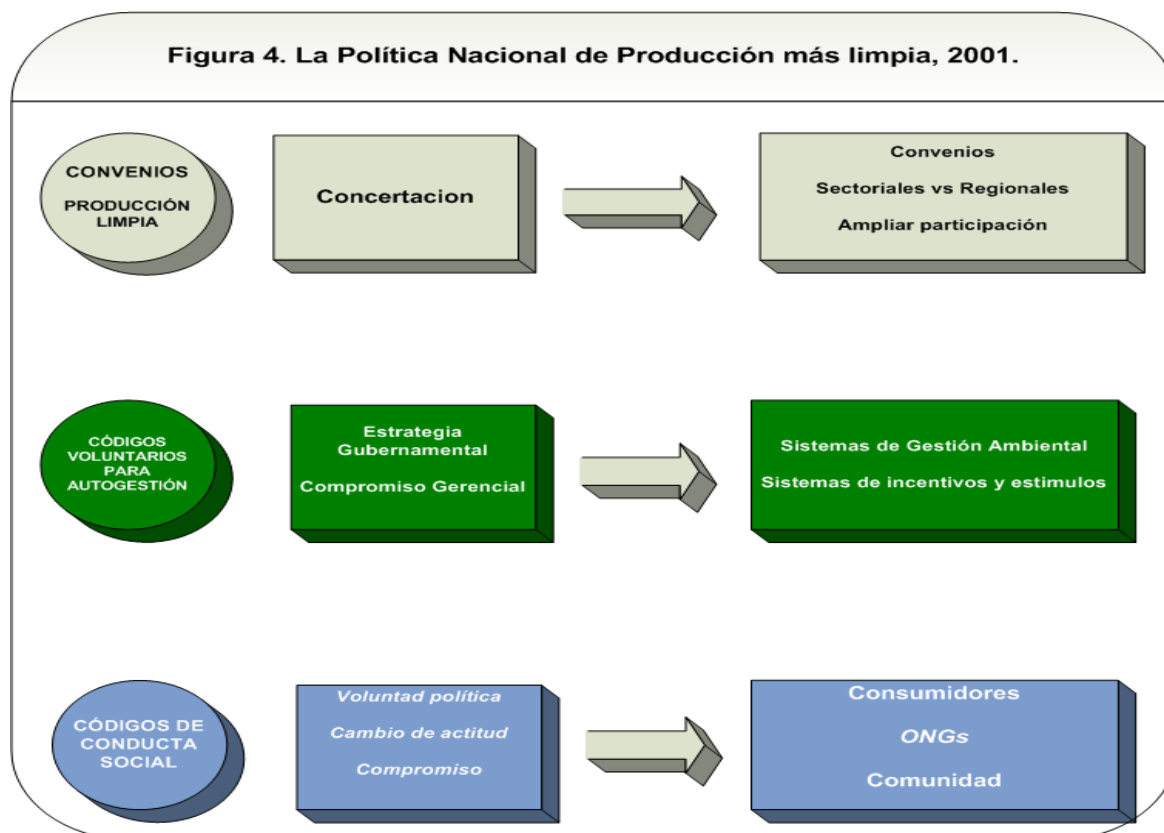 Figura 4. La Política Nacional de Producción más limpia, 2001.
CONVENIOS
PRODUCCIÓN
LIMPIA
Concertacion
Convenios
Sectoriales vs Regionales
Ampliar participación
CÓDIGOS
VOLUNTARIOS
PARA
AUTOGESTIÓN
Estrategia
Gubernamental
Compromiso Gerencial
Sistemas de Gestión Ambiental
Sistemas de incentivos y estimulos
CÓDIGOS DE
CONDUCTA
SOCIAL
Voluntad política
Cambio de actitud
Compromiso
Consumidores
ONGs
Comunidad